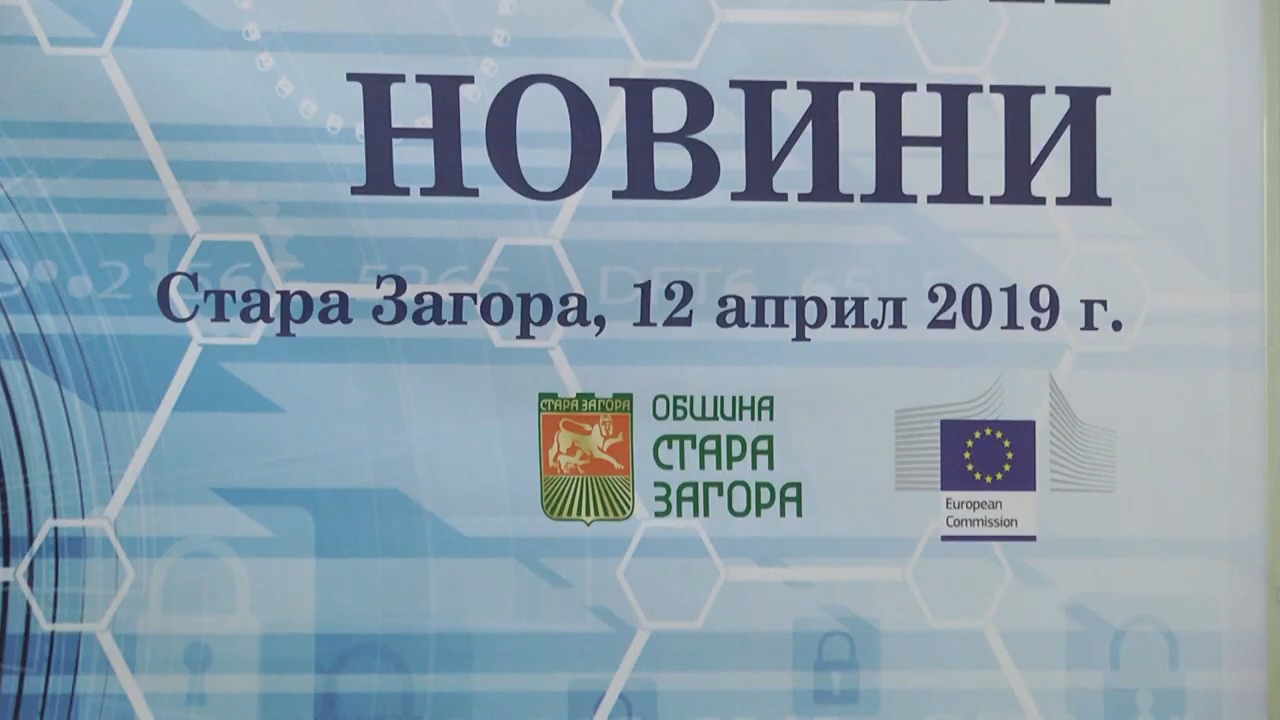 НОВИНИ
Стара Загора, 12 април 2019 г.
СТАРА ЗАГОРА
ОБЩИНА
СТАРА
ЗАГОРА
European
Commission